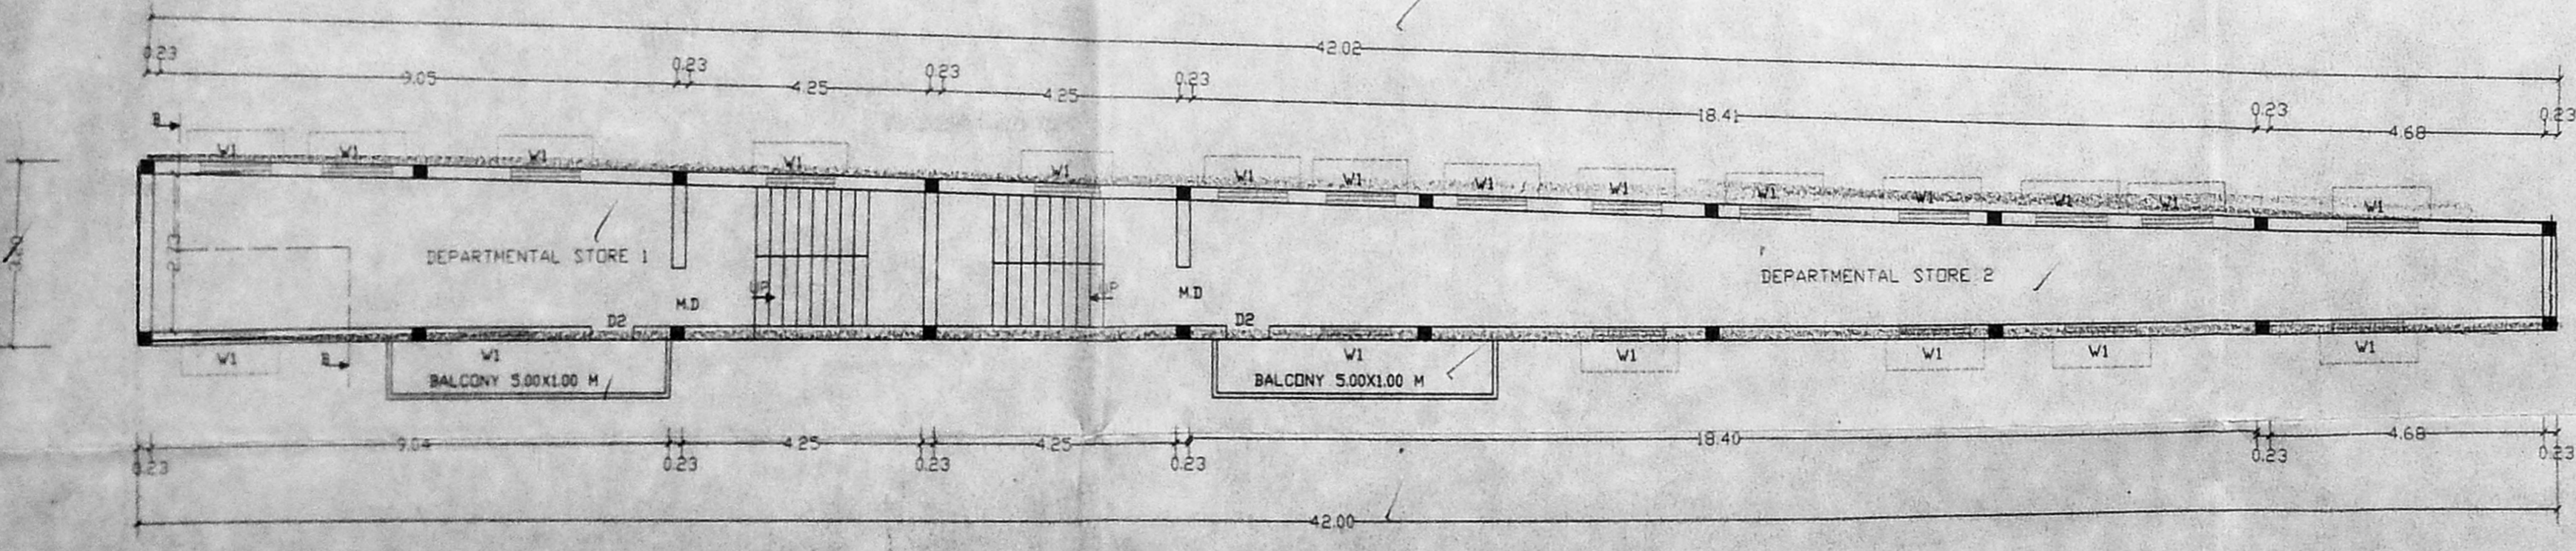 42.02
0.23 0.23 0.23 0.23 0.23 0.23
9.05 4.25 4.25 18.41 4.68
B
W1 W1 W1 W1 W1 W1 W1 W1 W1 W1 W1 W1 W1 W1
DEPARTMENTAL STORE 1 DEPARTMENTAL STORE 2
UP UP
M.D M.D
D2 D2
W1 W1 W1 W1 W1 W1 W1
B
BALCONY 5.00X1.00 M BALCONY 5.00X1.00 M
9.04 4.25 4.25 18.40 4.68
0.23 0.23 0.23 0.23 0.23 0.23
42.00